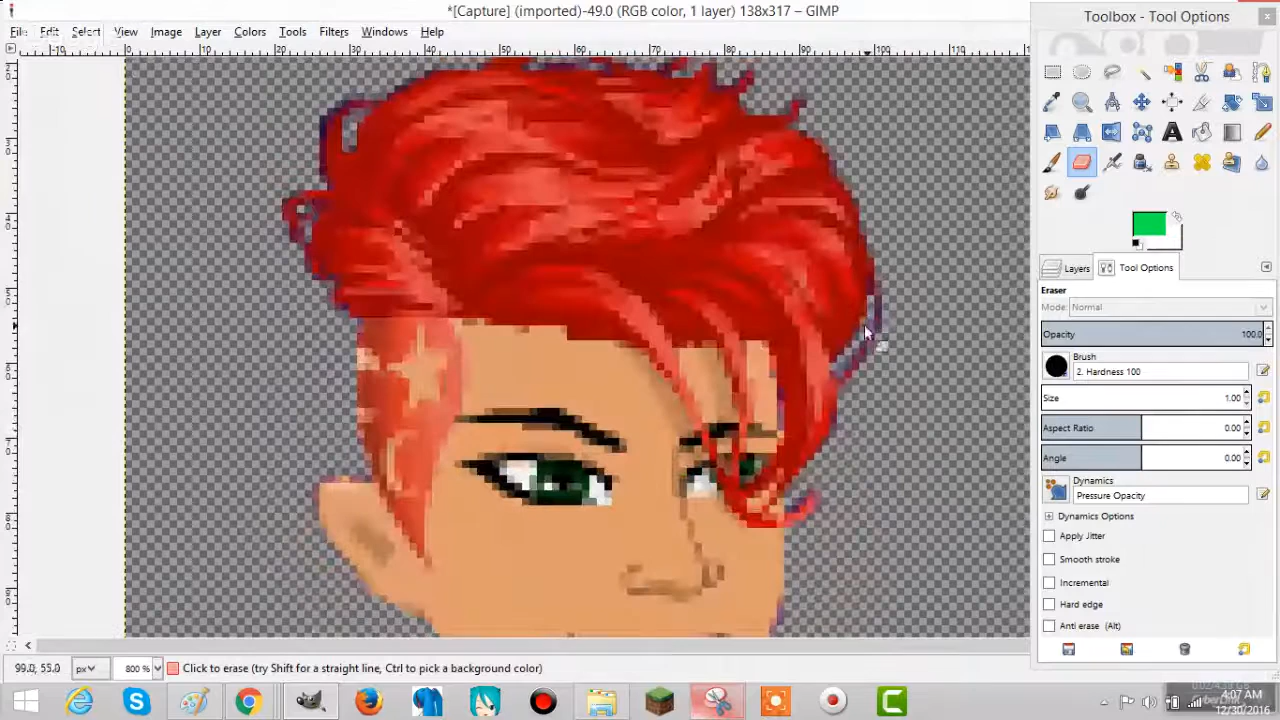 *[Capture] (imported)-49.0 (RGB color, 1 layer) 138x317 – GIMP
Toolbox - Tool Options
File Edit Select View Image Layer Colors Tools Filters Windows Help
Layers Tool Options
Eraser
Mode: Normal
Opacity 100.0
Brush
2. Hardness 100
Size 1.00
Aspect Ratio 0.00
Angle 0.00
Dynamics
Pressure Opacity
Dynamics Options
Apply Jitter
Smooth stroke
Incremental
Hard edge
Anti erase (Alt)
99.0, 55.0 px 800 % Click to erase (try Shift for a straight line, Ctrl to pick a background color)
4:07 AM
12/30/2016